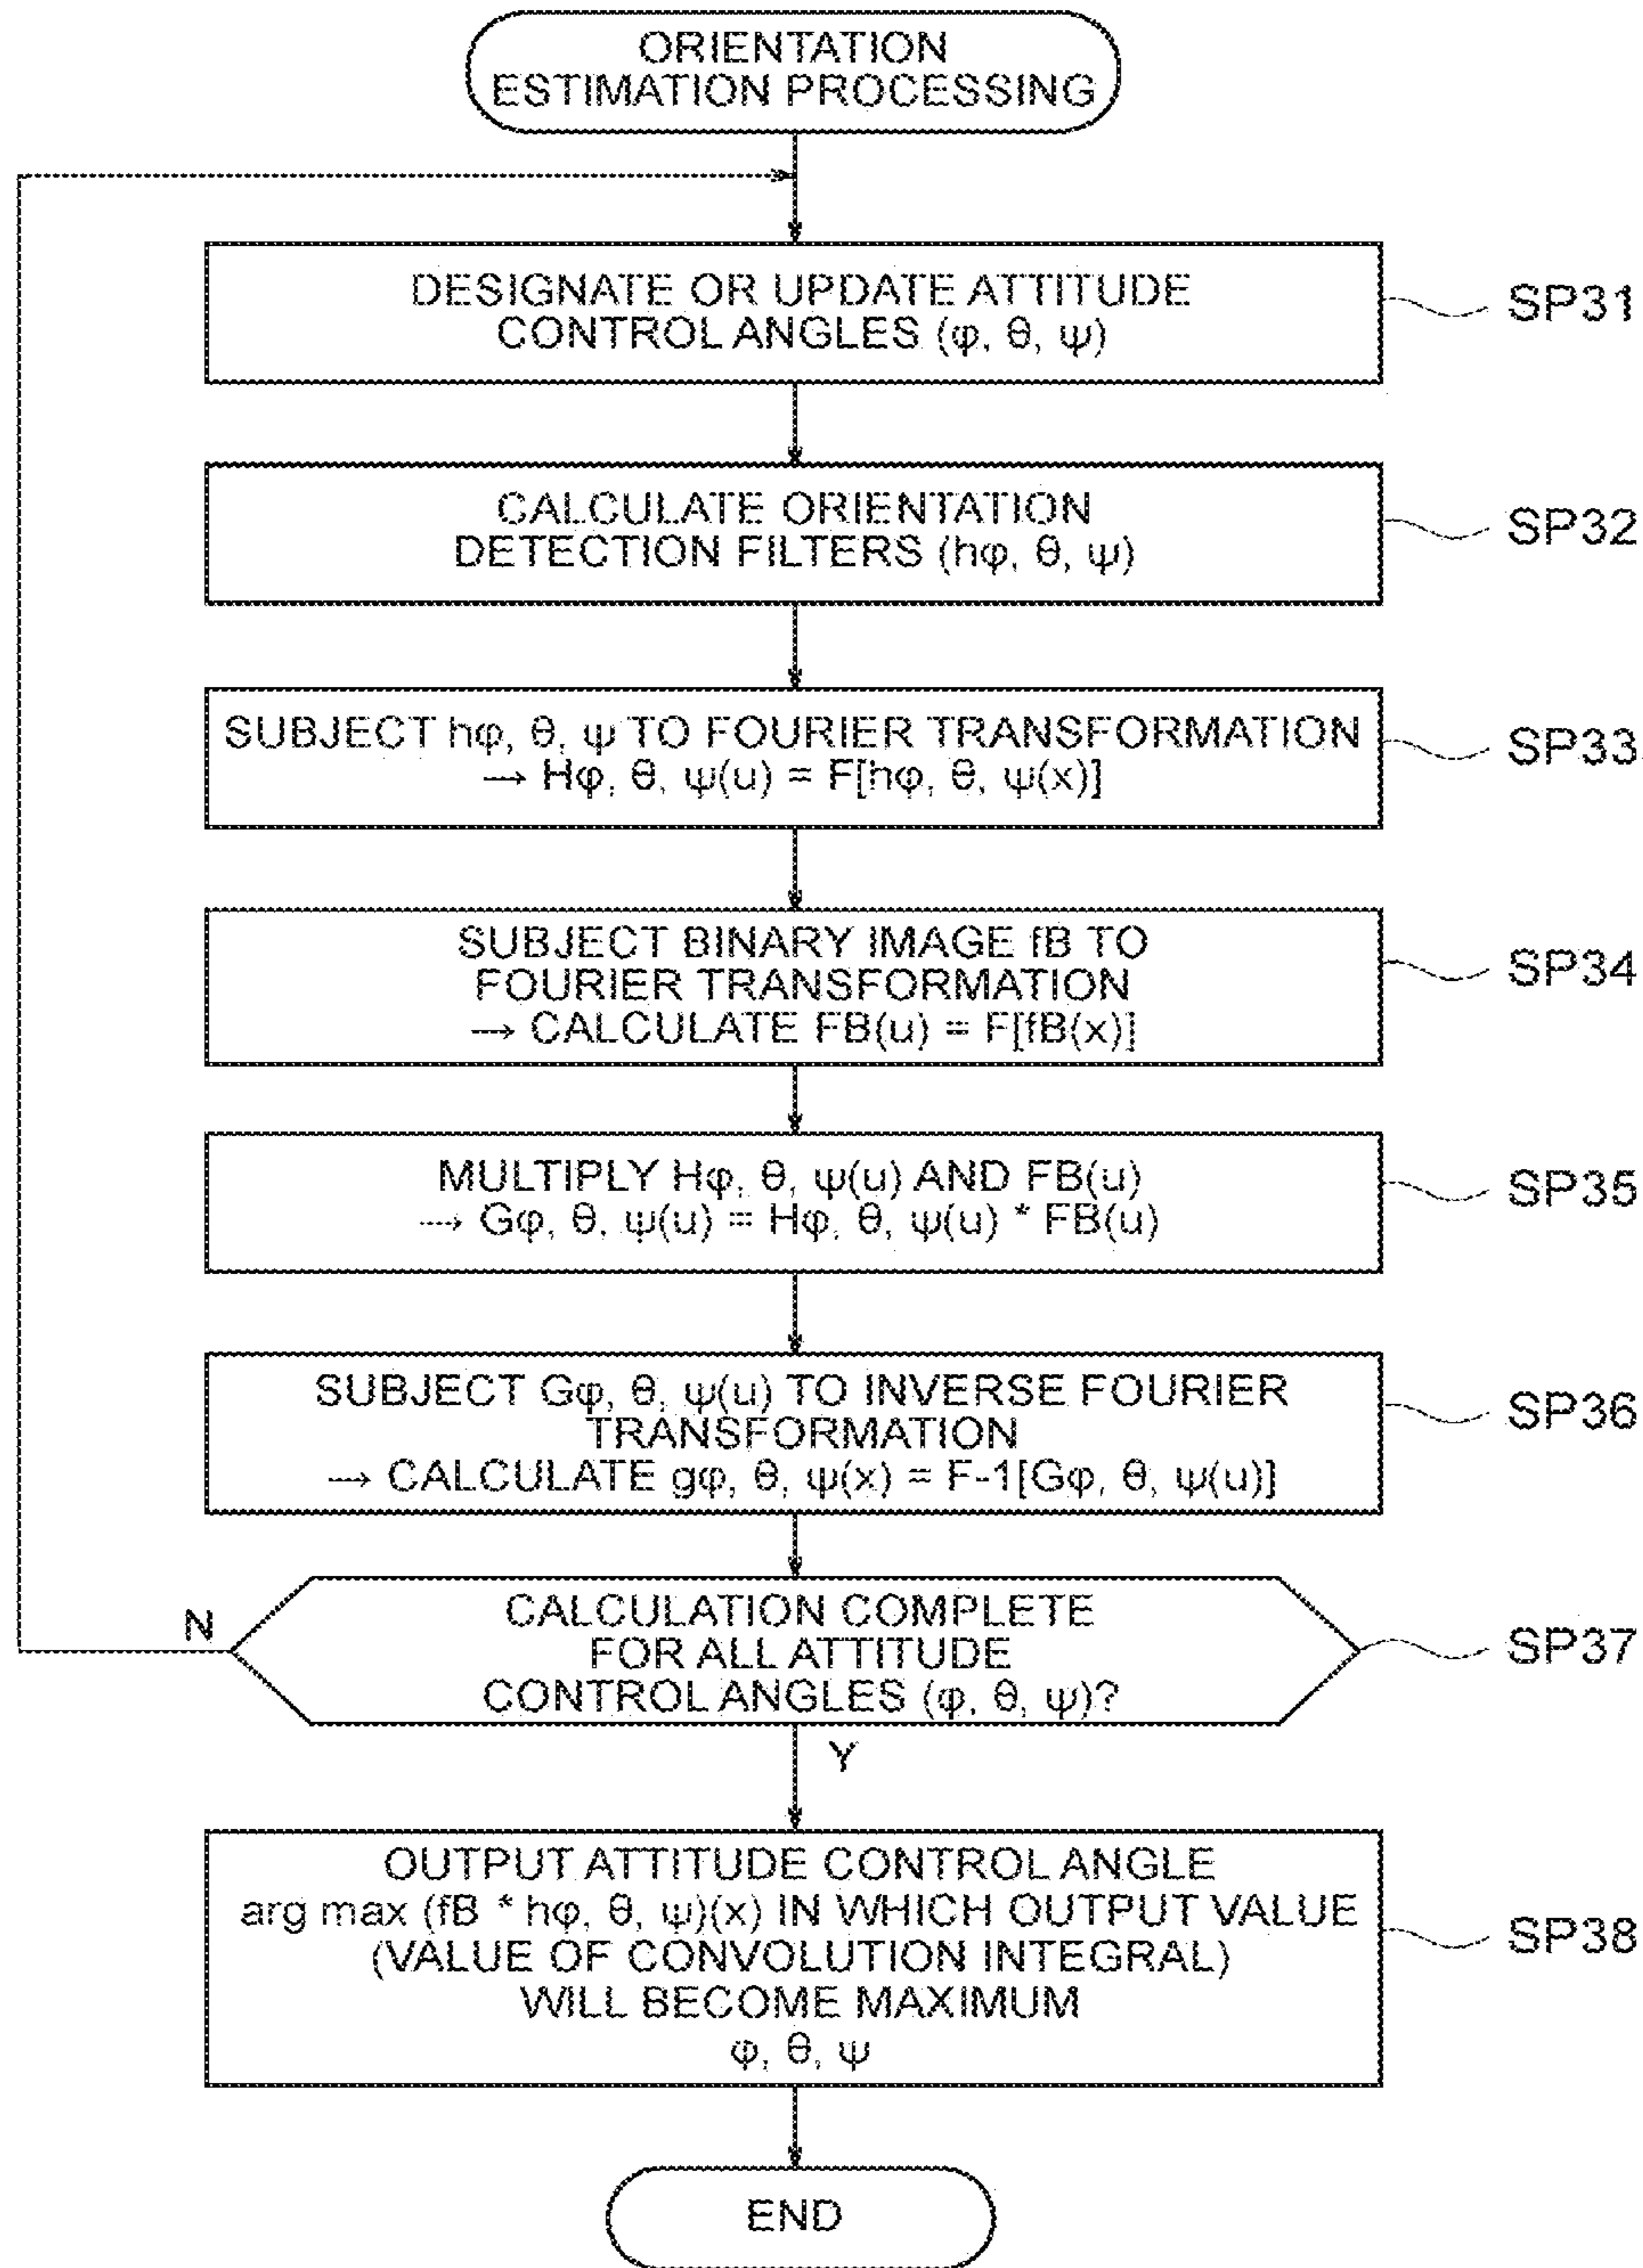 ORIENTATION
ESTIMATION PROCESSING
DESIGNATE OR UPDATE ATTITUDE
CONTROL ANGLES (φ, θ, ψ)
SP31
CALCULATE ORIENTATION
DETECTION FILTERS (hφ, θ, ψ)
SP32
SUBJECT hφ, θ, ψ TO FOURIER TRANSFORMATION
→ Hφ, θ, ψ(u) = F[hφ, θ, ψ(x)]
SP33
SUBJECT BINARY IMAGE fB TO
FOURIER TRANSFORMATION
→ CALCULATE FB(u) = F[fB(x)]
SP34
MULTIPLY Hφ, θ, ψ(u) AND FB(u)
→ Gφ, θ, ψ(u) = Hφ, θ, ψ(u) * FB(u)
SP35
SUBJECT Gφ, θ, ψ(u) TO INVERSE FOURIER
TRANSFORMATION
→ CALCULATE gφ, θ, ψ(x) = F-1[Gφ, θ, ψ(u)]
SP36
N
CALCULATION COMPLETE
FOR ALL ATTITUDE
CONTROL ANGLES (φ, θ, ψ)?
SP37
Y
OUTPUT ATTITUDE CONTROL ANGLE
arg max (fB * hφ, θ, ψ)(x) IN WHICH OUTPUT VALUE
(VALUE OF CONVOLUTION INTEGRAL)
WILL BECOME MAXIMUM
φ, θ, ψ
SP38
END